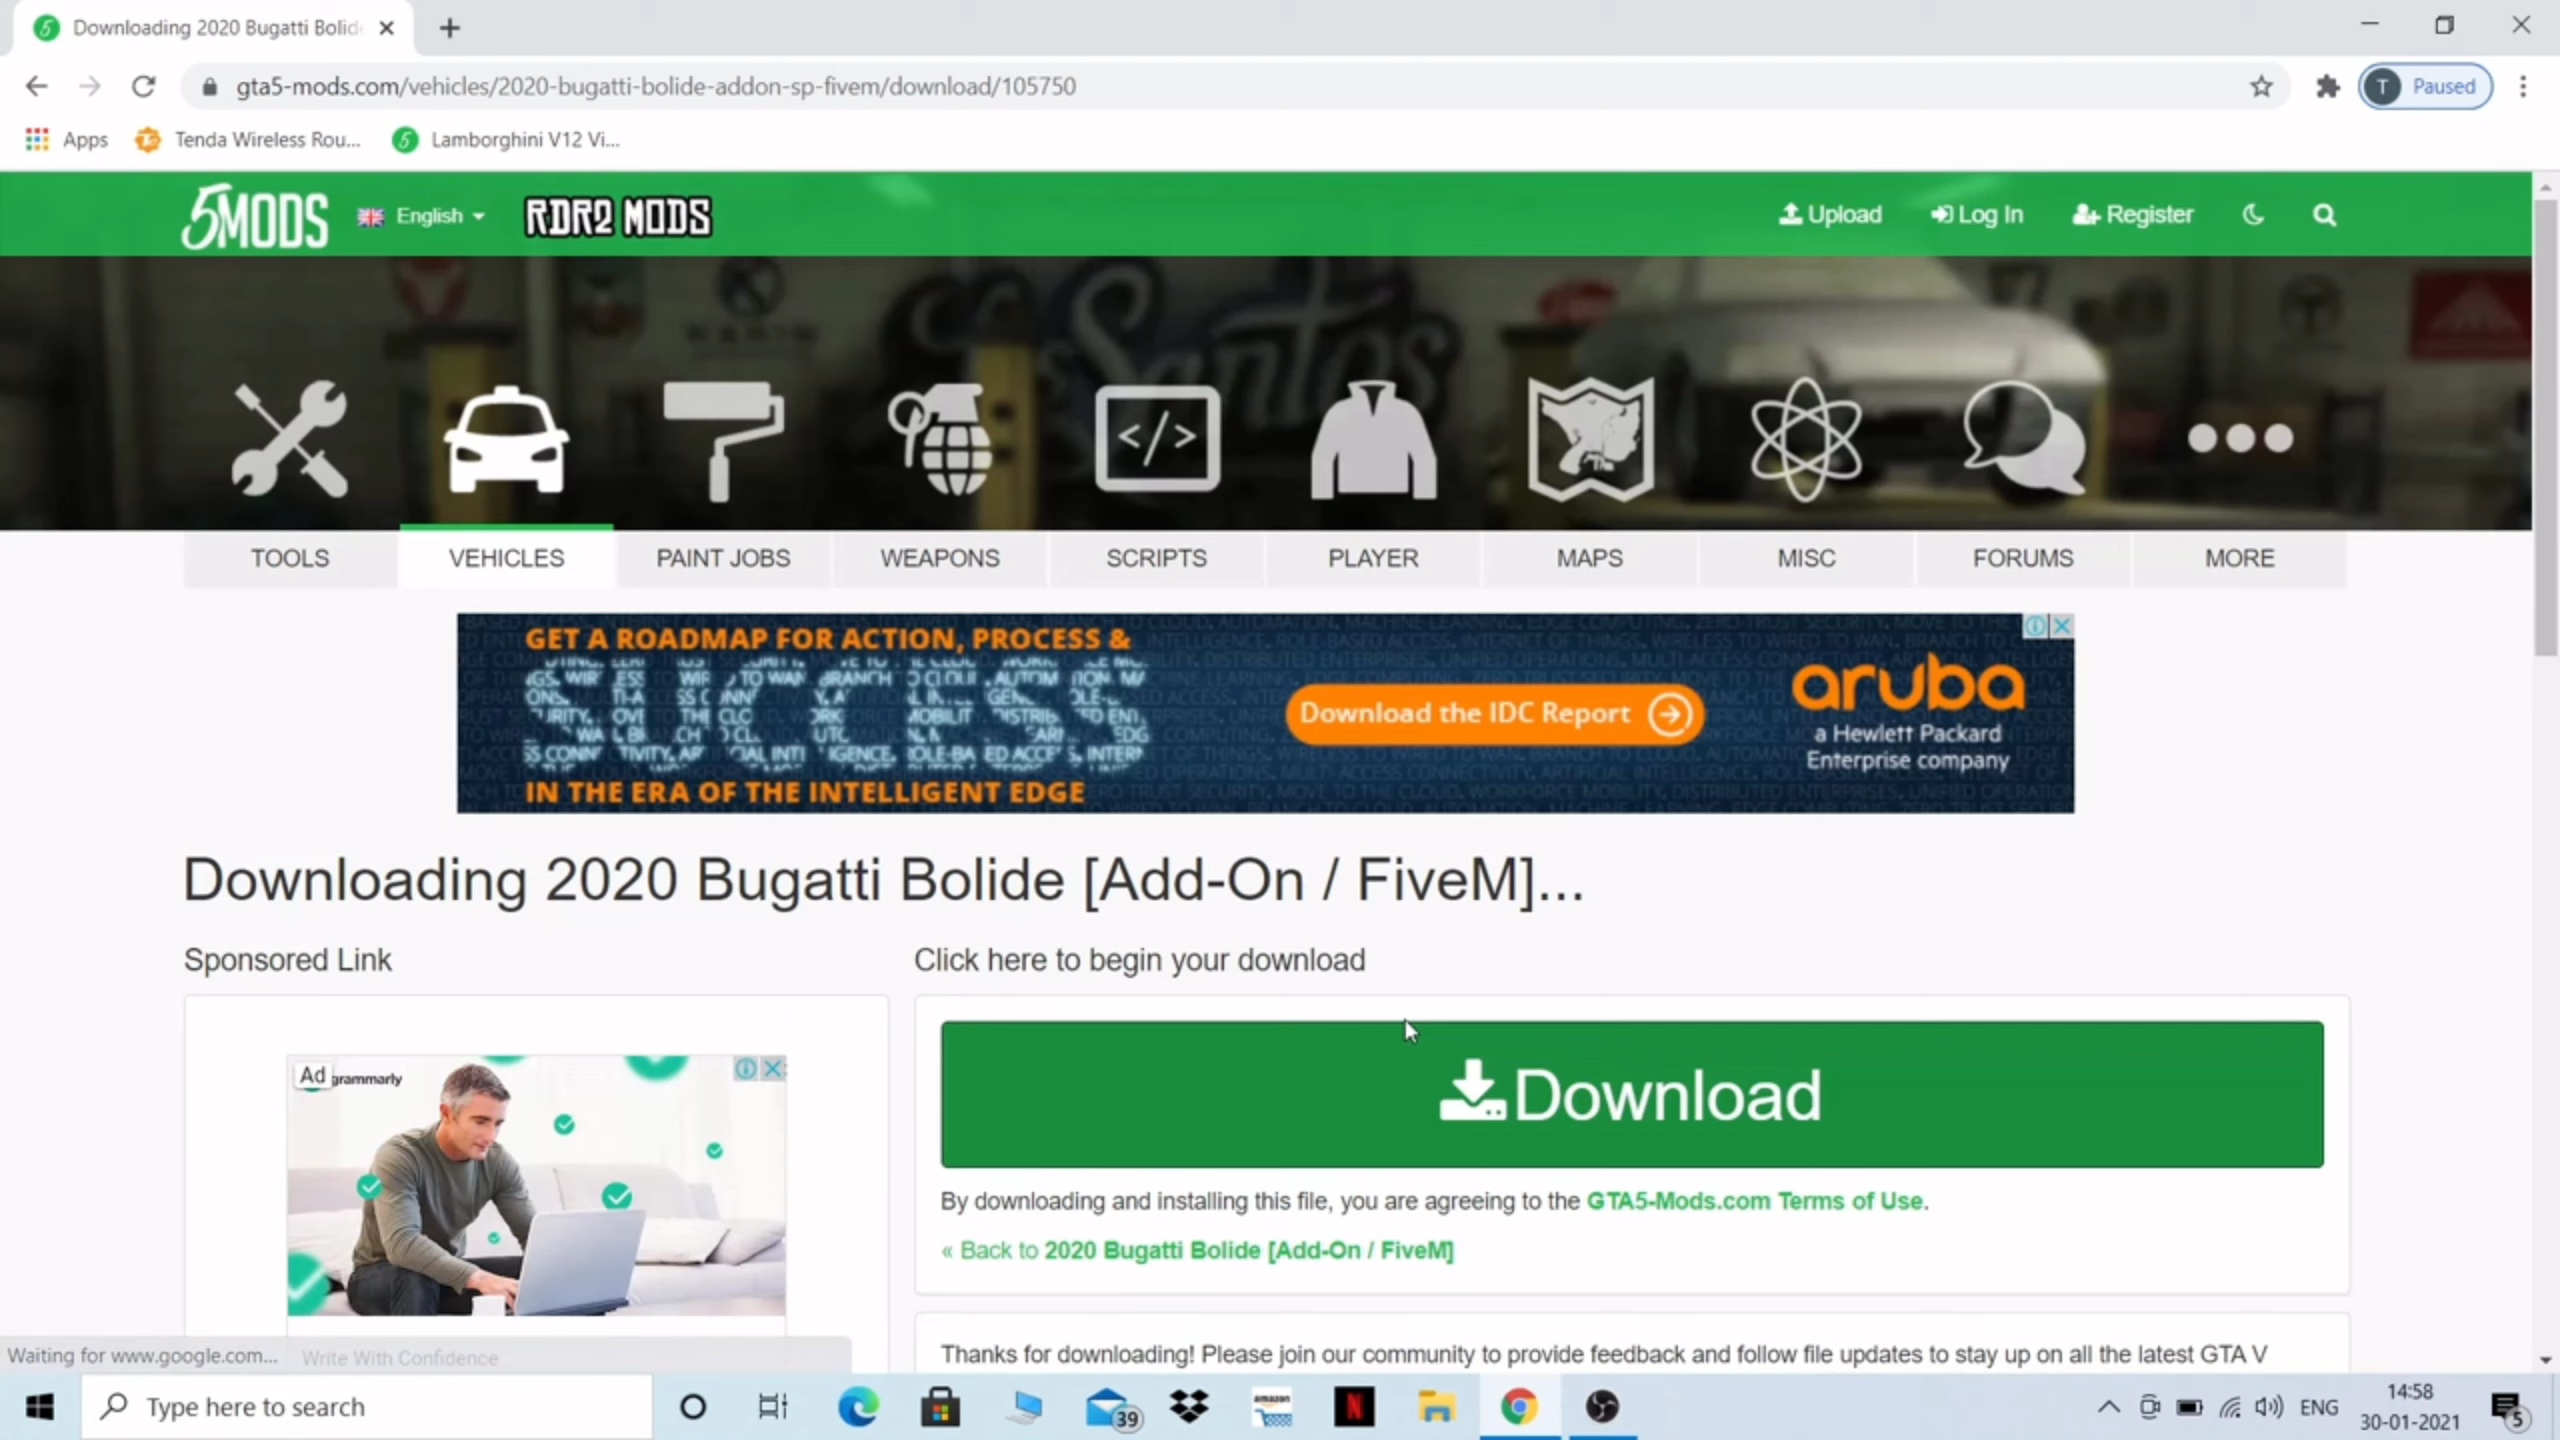 Downloading 2020 Bugatti Bolid
gta5-mods.com/vehicles/2020-bugatti-bolide-addon-sp-fivem/download/105750
T Paused
Apps
Tenda Wireless Rou...
Lamborghini V12 Vi...
5MODS
English
RDR2 MODS
Upload
Log In
Register
Santos
TOOLS
VEHICLES
PAINT JOBS
WEAPONS
SCRIPTS
PLAYER
MAPS
MISC
FORUMS
MORE
GET A ROADMAP FOR ACTION, PROCESS &
SUCCESS
IN THE ERA OF THE INTELLIGENT EDGE
Download the IDC Report
aruba
a Hewlett Packard
Enterprise company
Downloading 2020 Bugatti Bolide [Add-On / FiveM]...
Sponsored Link
Click here to begin your download
Ad grammarly
Download
By downloading and installing this file, you are agreeing to the GTA5-Mods.com Terms of Use.
« Back to 2020 Bugatti Bolide [Add-On / FiveM]
Thanks for downloading! Please join our community to provide feedback and follow file updates to stay up on all the latest GTA V
Waiting for www.google.com...
Write With Confidence
Type here to search
39
amazon
N
ENG
14:58
30-01-2021
5